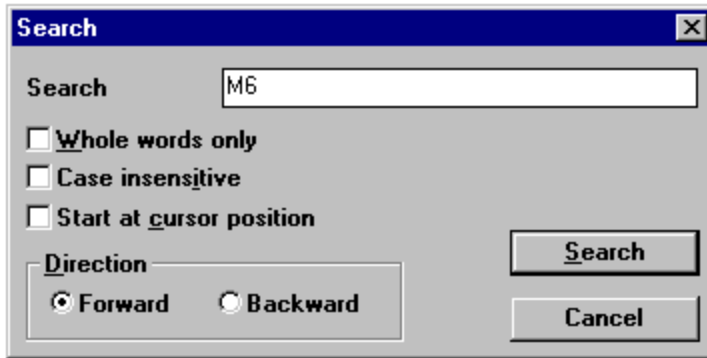 Search
Search M6
Whole words only
Case insensitive
Start at cursor position
Direction
Forward Backward
Search
Cancel